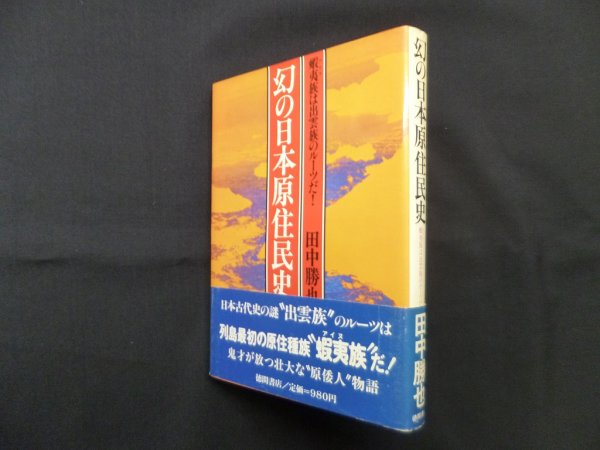 蝦夷族は出雲族のルーツだ!
幻の日本原住民史
田中勝也
日本古代史の謎“出雲族”のルーツは
列島最初の原住種族“蝦夷族”だ!
アイヌ
鬼才が放つ壮大な“原倭人”物語
徳間書店/定価=980円
幻の日本原住民史
田中勝也
徳間書店